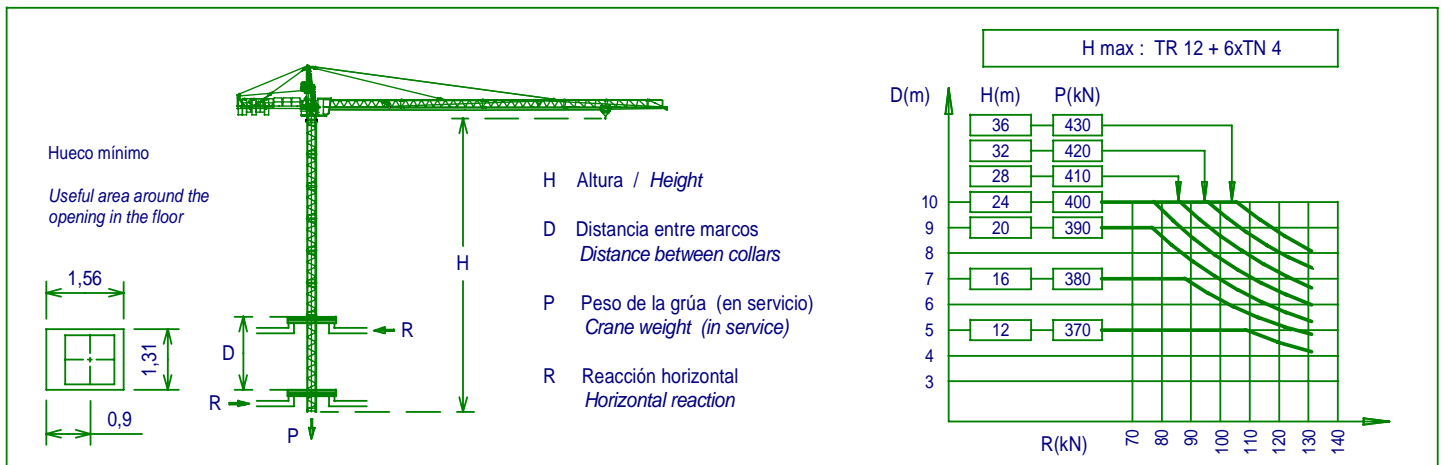 H max : TR 12 + 6xTN 4
Hueco mínimo
Useful area around the
opening in the floor
1,56
1,31
0,9
H
D
R
R
P
H Altura / Height
D Distancia entre marcos
Distance between collars
P Peso de la grúa (en servicio)
Crane weight (in service)
R Reacción horizontal
Horizontal reaction
D(m) H(m) P(kN)
36 430
32 420
28 410
10 24 400
9 20 390
8
7 16 380
6
5 12 370
4
3
R(kN) 70 80 90 100 110 120 130 140